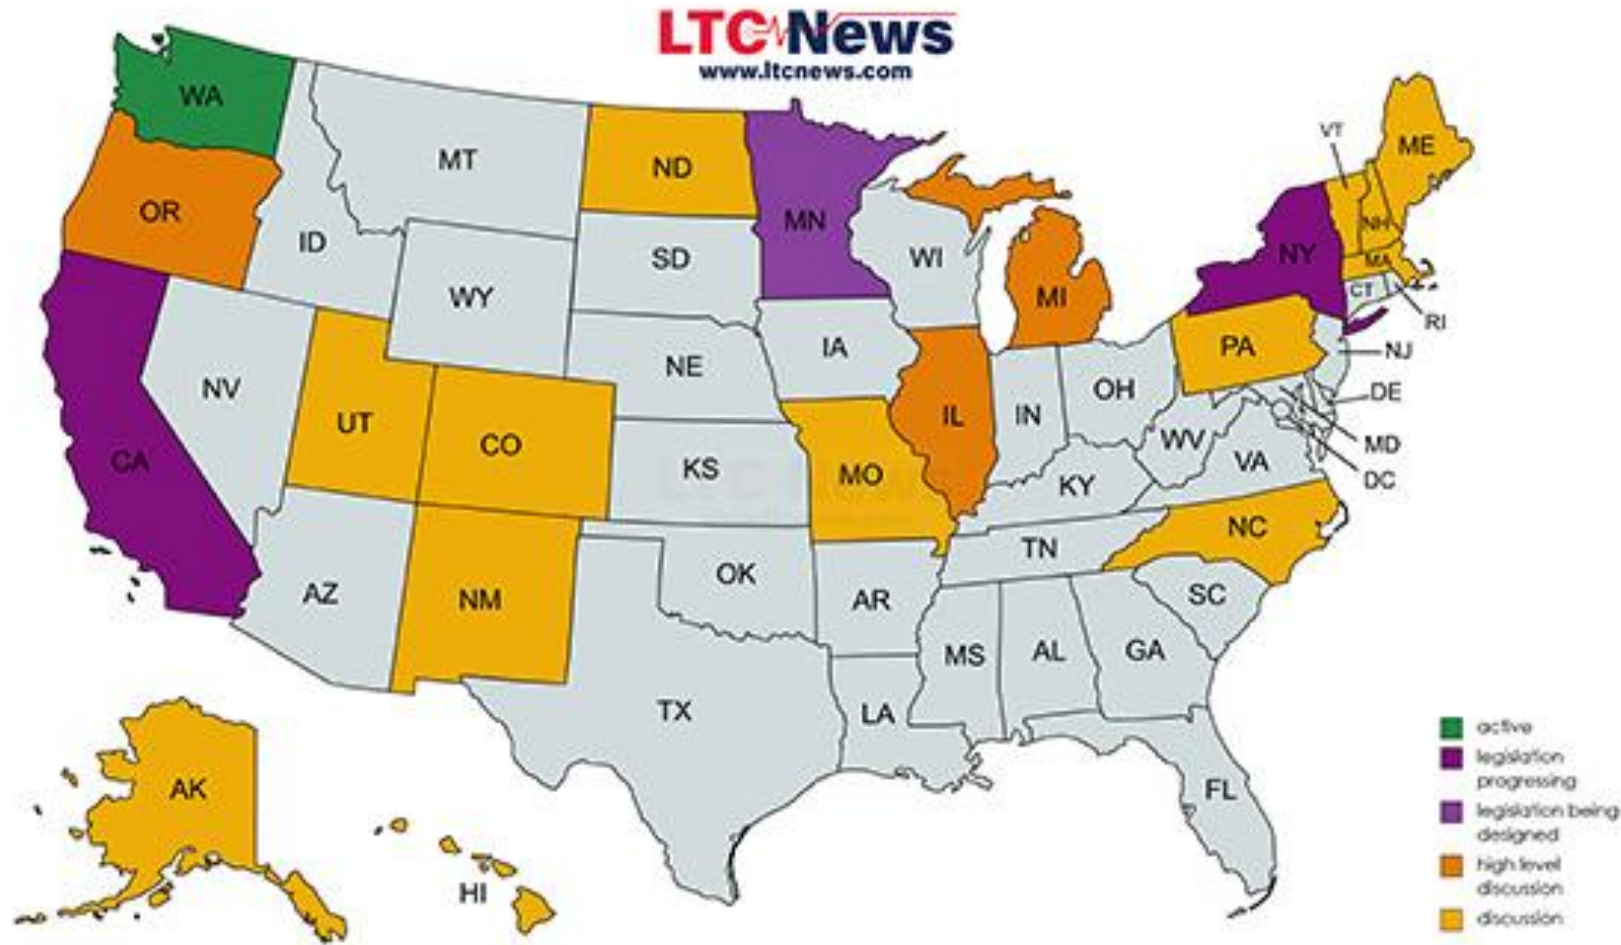 LTC News
www.ltcnews.com
WA
OR
CA
ID
NV
MT
WY
UT
AZ
CO
NM
ND
SD
NE
KS
OK
TX
MN
IA
MO
AR
LA
WI
IL
MI
IN
OH
KY
TN
MS
AL
GA
FL
SC
NC
VA
WV
PA
NY
VT
NH
ME
MA
CT
RI
NJ
DE
MD
DC
AK
HI
LTC News
active
legislation
progressing
legislation being
designed
high level
discussion
discussion